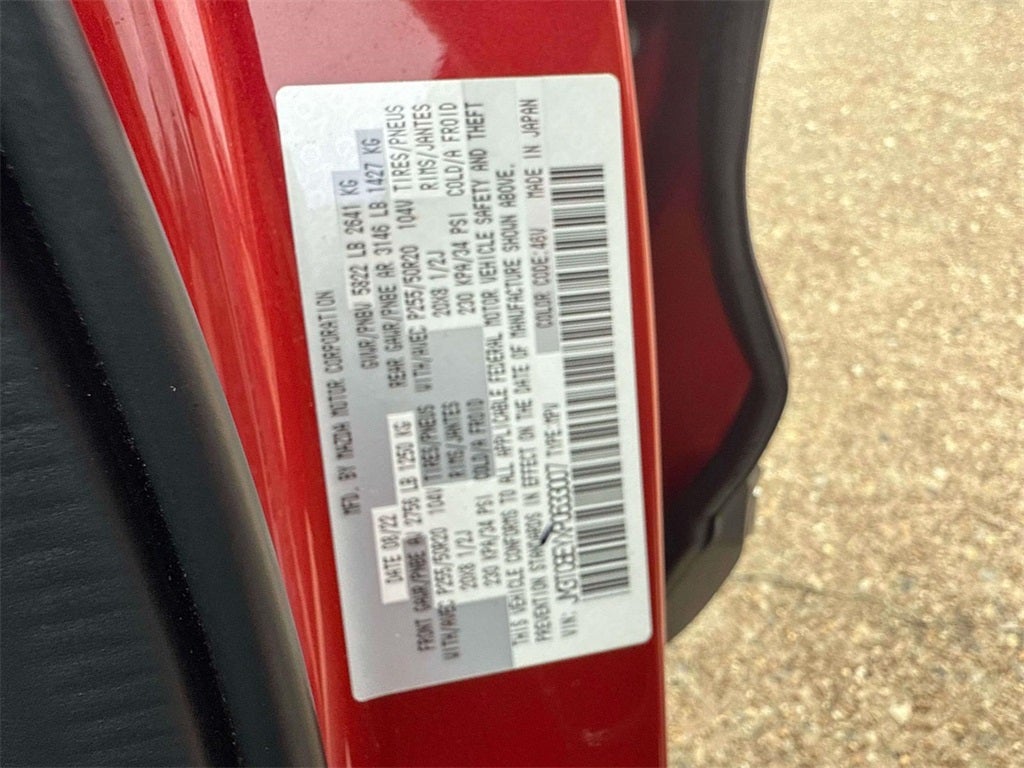 MFD. BY MAZDA MOTOR CORPORATION
DATE 08/22 GVWR/PNBV 5822 LB 2641 KG
FRONT GAWR/PNBE A 2756 LB 1250 KG REAR GAWR/PNBE AR 3146 LB 1427 KG
WITH/AVEC P255/50R20 104V TIRES/PNEUS WITH/AVEC P255/50R20 104V TIRES/PNEUS
20X8 1/2J RIMS/JANTES 20X8 1/2J RIMS/JANTES
230 KPA/34 PSI COLD/A FROID 230 KPA/34 PSI COLD/A FROID
THIS VEHICLE CONFORMS TO ALL APPLICABLE FEDERAL MOTOR VEHICLE SAFETY AND THEFT
PREVENTION STANDARDS IN EFFECT ON THE DATE OF MANUFACTURE SHOWN ABOVE.
COLOR CODE:46V MADE IN JAPAN
VIN: TYPE:MPV